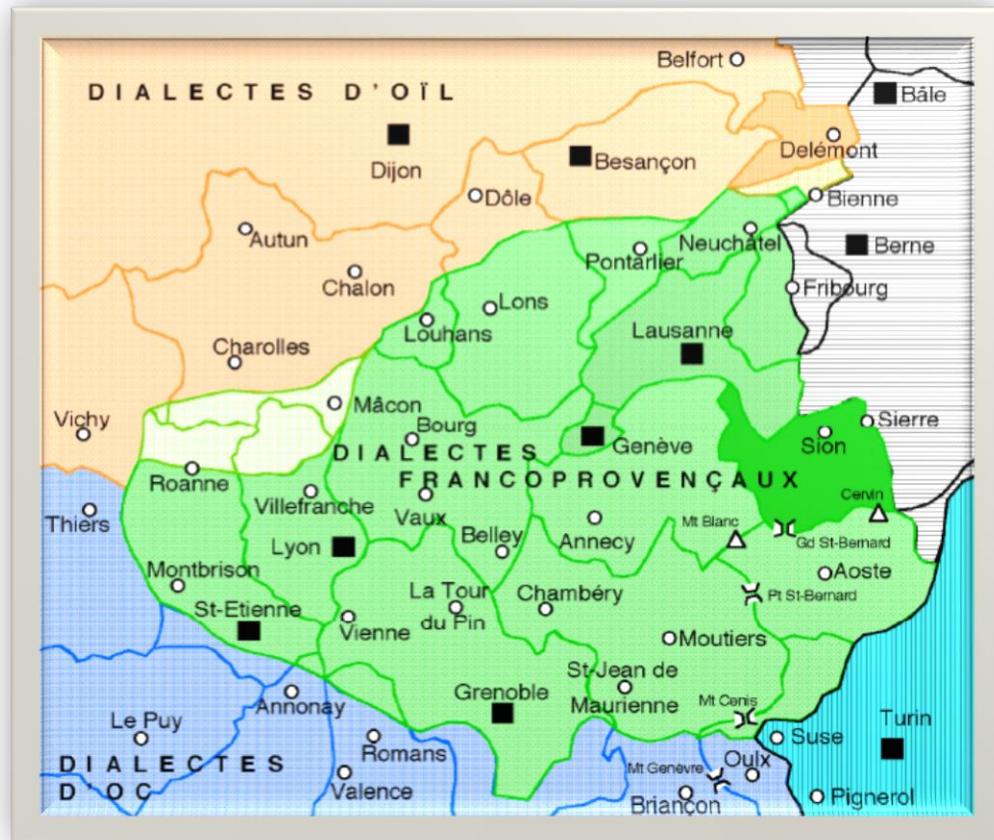 Belfort
DIALECTES D'OÏL
Bâle
Dijon
Delémont
Besançon
Dôle
Bienne
Autun
Neuchâtel
Berne
Pontarlier
Chalon
Fribourg
Lons
Louhans
Lausanne
Charolles
Mâcon
Vichy
Bourg
Sierre
Genève
Sion
DIALECTES
FRANCOPROVENÇAUX
Roanne
Villefranche
Cervin
Thiers
Vaux
Mt Blanc
Belley
Annecy
Gd St-Bernard
Lyon
Montbrison
Aoste
La Tour
du Pin
Chambéry
Pt St-Bernard
St-Etienne
Vienne
Moutiers
St-Jean de
Maurienne
Grenoble
Mt Cenis
Annonay
Le Puy
Turin
Suse
Romans
DIALECTES
D'OC
Mt Genèvre
Oulx
Valence
Briançon
Pignerol